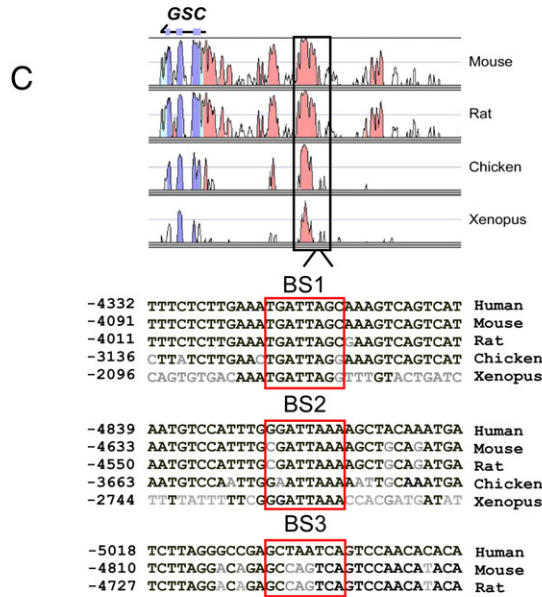 C
GSC
Mouse
Rat
Chicken
Xenopus
BS1
-4332 TTTCTCTTGAAATGATTAGCAAAGTCAGTCAT Human
-4091 TTTCTCTTGAAATGATTAGCAAAGTCAGTCAT Mouse
-4011 TTTCTCTTGAAATGATTAGCGAAGTCAGTCAT Rat
-3136 CTTATCTTGAACTGATTAGGAAAGTCAGTCAT Chicken
-2096 CAGTGTGACAAATGATTAGGTTTGTACTGATC Xenopus
BS2
-4839 AATGTCCATTTGGGATTAAAAGCTACAAATGA Human
-4633 AATGTCCATTTGCGATTAAAAGCTGCAGATGA Mouse
-4550 AATGTCCATTTGCGATTAAAAGCTGCAGATGA Rat
-3663 AATGTCCAATTGGAATTAAAAATTGCAAATGA Chicken
-2744 TTTTATTTTTCGGGATTAAACCACGATGATAT Xenopus
BS3
-5018 TCTTAGGGCCGAGCTAATCAGTCCAACACACA Human
-4810 TCTTAGGACAGAGCCAGTCAGTCCAACATACA Mouse
-4727 TCTTAGGACAGAGCCAGTCAGTCCAACATACA Rat